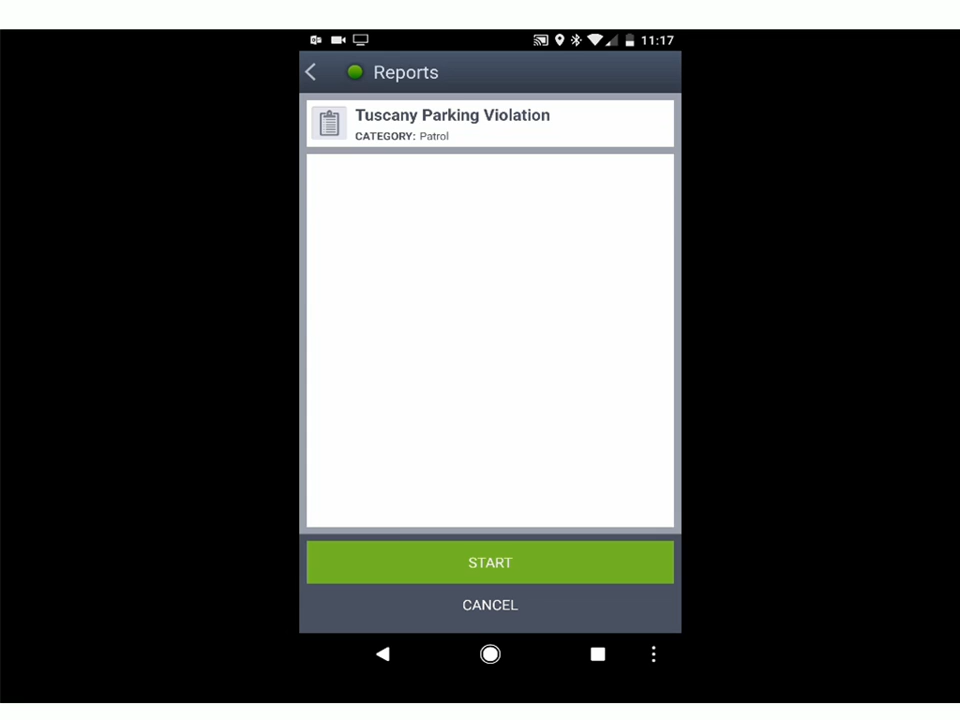 11:17
Reports
Tuscany Parking Violation
CATEGORY: Patrol
START
CANCEL